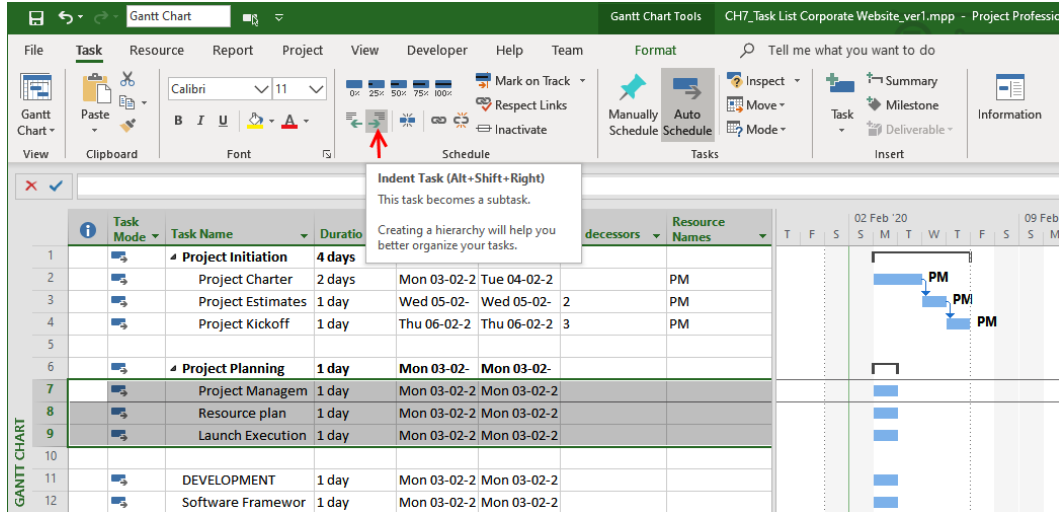 Gantt Chart
Gantt Chart Tools
CH7_Task List Corporate Website_ver1.mpp - Project Professio
File Task Resource Report Project View Developer Help Team Format Tell me what you want to do
Gantt Chart
View
Paste
Clipboard
Calibri 11
B I U A
Font
0% 25% 50% 75% 100%
Mark on Track
Respect Links
Inactivate
Schedule
Manually Schedule
Auto Schedule
Inspect
Move
Mode
Tasks
Task
Summary
Milestone
Deliverable
Insert
Information
Indent Task (Alt+Shift+Right)
This task becomes a subtask.
Creating a hierarchy will help you
better organize your tasks.
Task Mode Task Name Duratio decessors Resource Names
02 Feb '20 09 Feb
T F S S M T W T F S S M
1 Project Initiation 4 days
2 Project Charter 2 days Mon 03-02-2 Tue 04-02-2 PM
3 Project Estimates 1 day Wed 05-02- Wed 05-02- 2 PM
4 Project Kickoff 1 day Thu 06-02-2 Thu 06-02-2 3 PM
5
6 Project Planning 1 day Mon 03-02- Mon 03-02-
7 Project Managem 1 day Mon 03-02-2 Mon 03-02-2
8 Resource plan 1 day Mon 03-02-2 Mon 03-02-2
9 Launch Execution 1 day Mon 03-02-2 Mon 03-02-2
10
11 DEVELOPMENT 1 day Mon 03-02-2 Mon 03-02-2
12 Software Framewor 1 day Mon 03-02-2 Mon 03-02-2
PM
PM
PM
GANTT CHART